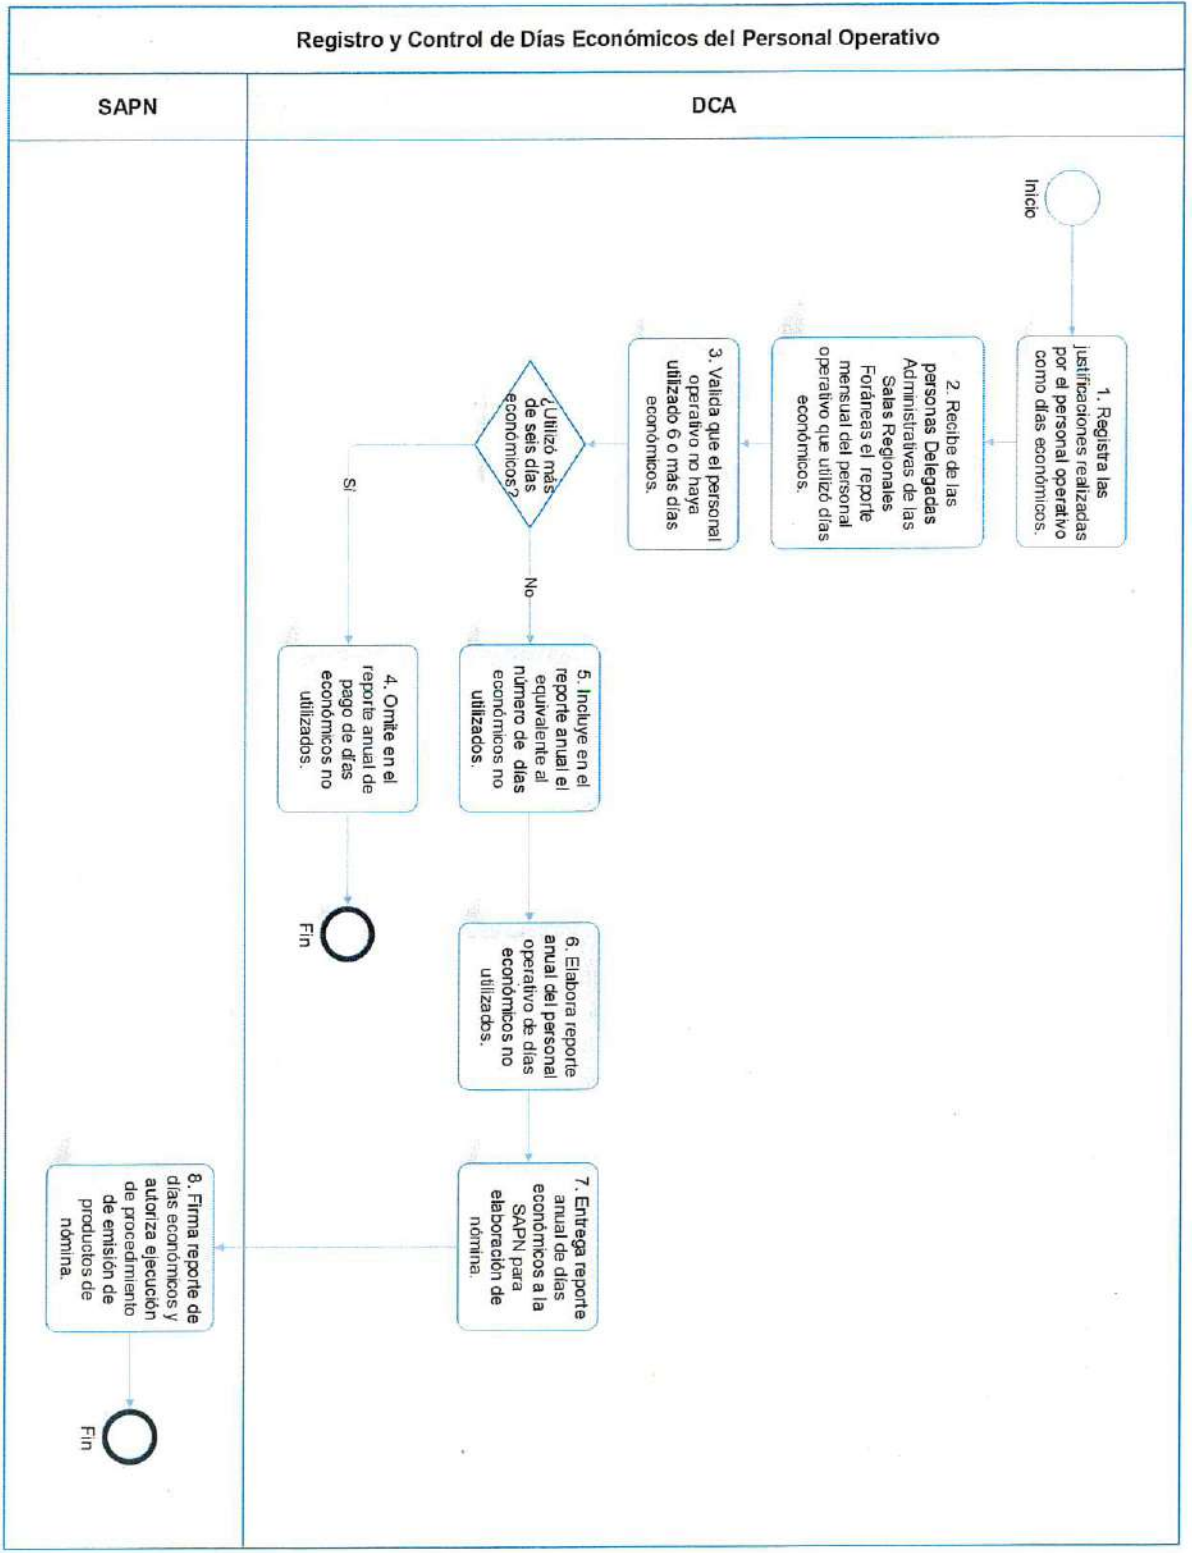 Registro y Control de Días Económicos del Personal Operativo
SAPN
DCA
Inicio
1. Registra las
justificaciones realizadas
por el personal operativo
como días económicos.
2. Recibe de las
personas Delegadas
Administrativas de las
Salas Regionales
Foráneas el reporte
mensual del personal
operativo que utilizó días
económicos.
3. Valida que el personal
operativo no haya
utilizado 6 o más días
económicos.
¿Utilizó más
de seis días
económicos?
Sí
No
4. Omite en el
reporte anual de
pago de días
económicos no
utilizados.
Fin
5. Incluye en el
reporte anual el
equivalente al
número de días
económicos no
utilizados.
6. Elabora reporte
anual del personal
operativo de días
económicos no
utilizados.
7. Entrega reporte
anual de días
económicos a la
SAPN para
elaboración de
nómina.
8. Firma reporte de
días económicos y
autoriza ejecución
de procedimiento
de emisión de
productos de
nómina.
Fin